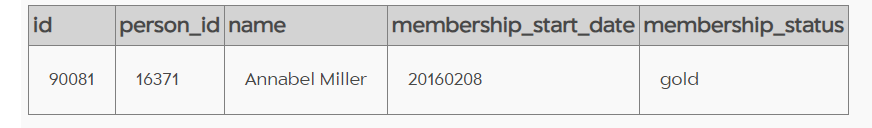 id person_id name membership_start_date membership_status
90081 16371 Annabel Miller 20160208 gold